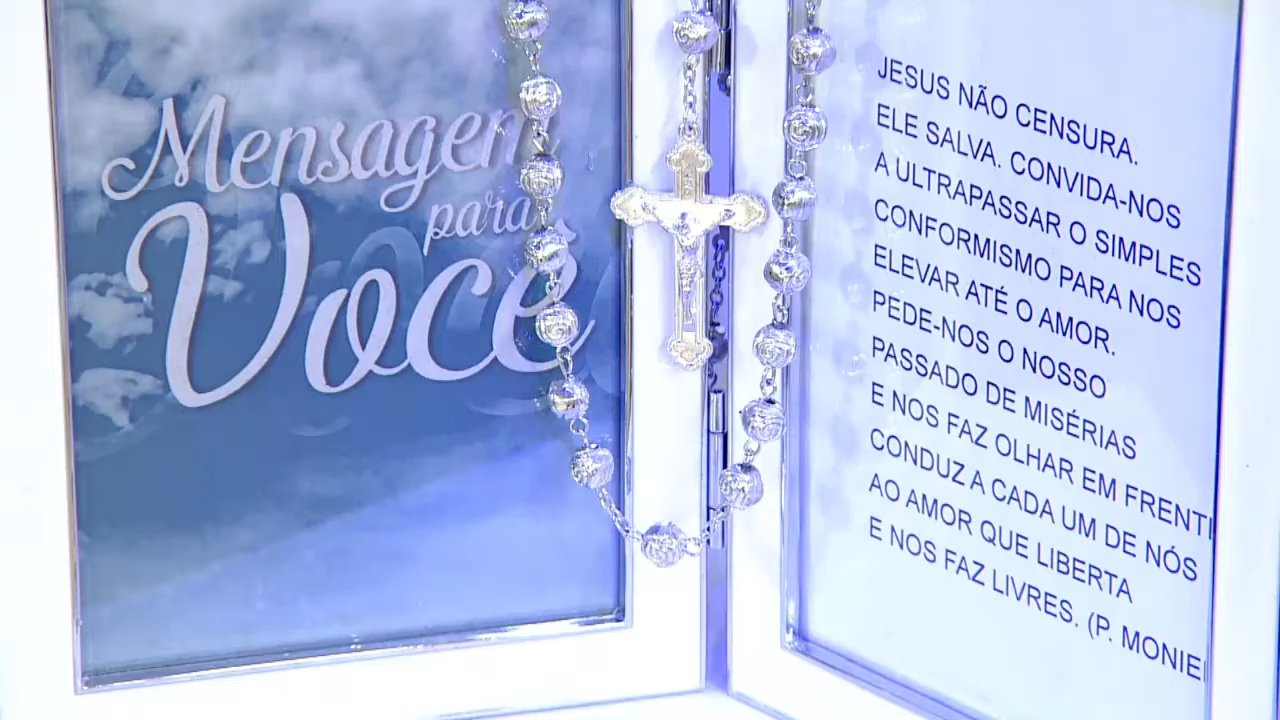 Mensagem
para
Você
JESUS NÃO CENSURA.
ELE SALVA. CONVIDA-NOS
A ULTRAPASSAR O SIMPLES
CONFORMISMO PARA NOS
ELEVAR ATÉ O AMOR.
PEDE-NOS O NOSSO
PASSADO DE MISÉRIAS
E NOS FAZ OLHAR EM FRENTE
CONDUZ A CADA UM DE NÓS
AO AMOR QUE LIBERTA
E NOS FAZ LIVRES. (P.